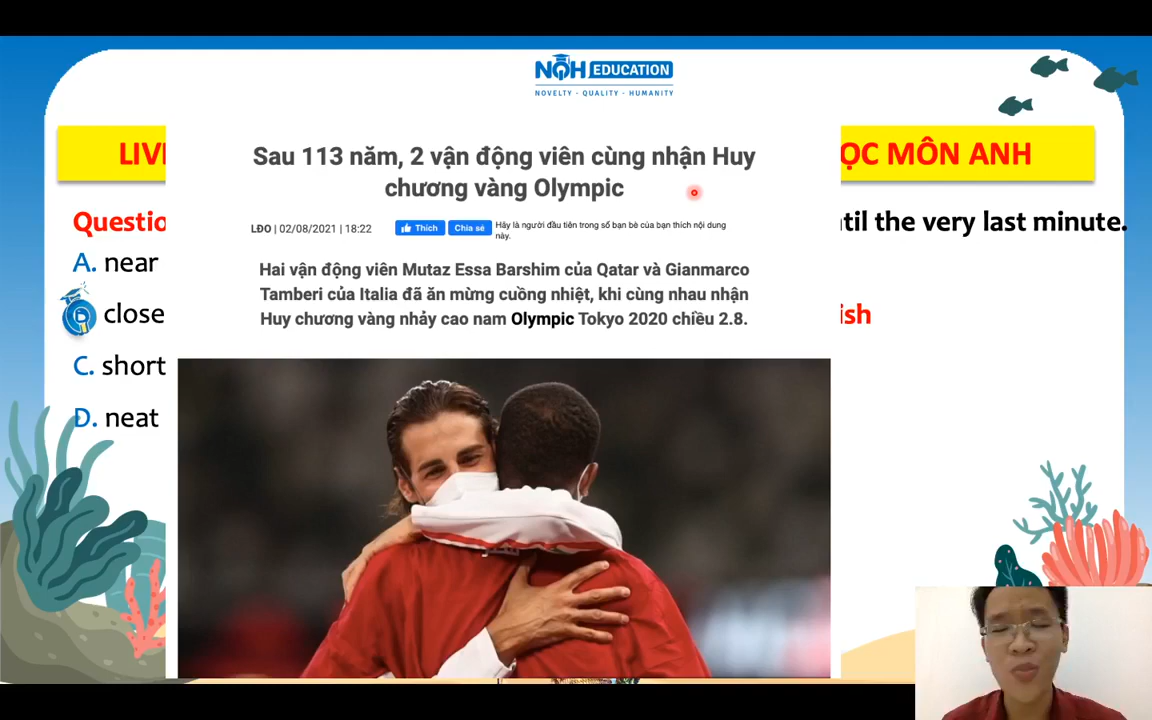 NQH EDUCATION
NOVELTY - QUALITY - HUMANITY
LIV
ỌC MÔN ANH
Sau 113 năm, 2 vận động viên cùng nhận Huy
chương vàng Olympic
LĐO | 02/08/2021 | 18:22
Thích
Chia sẻ
Hãy là người đầu tiên trong số bạn bè của bạn thích nội dung
này.
Questio
til the very last minute.
A. near
Hai vận động viên Mutaz Essa Barshim của Qatar và Gianmarco
Tamberi của Italia đã ăn mừng cuồng nhiệt, khi cùng nhau nhận
Huy chương vàng nhảy cao nam Olympic Tokyo 2020 chiều 2.8.
close
ish
C. short
D. neat